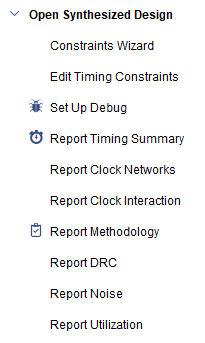 Open Synthesized Design
Constraints Wizard
Edit Timing Constraints
Set Up Debug
Report Timing Summary
Report Clock Networks
Report Clock Interaction
Report Methodology
Report DRC
Report Noise
Report Utilization